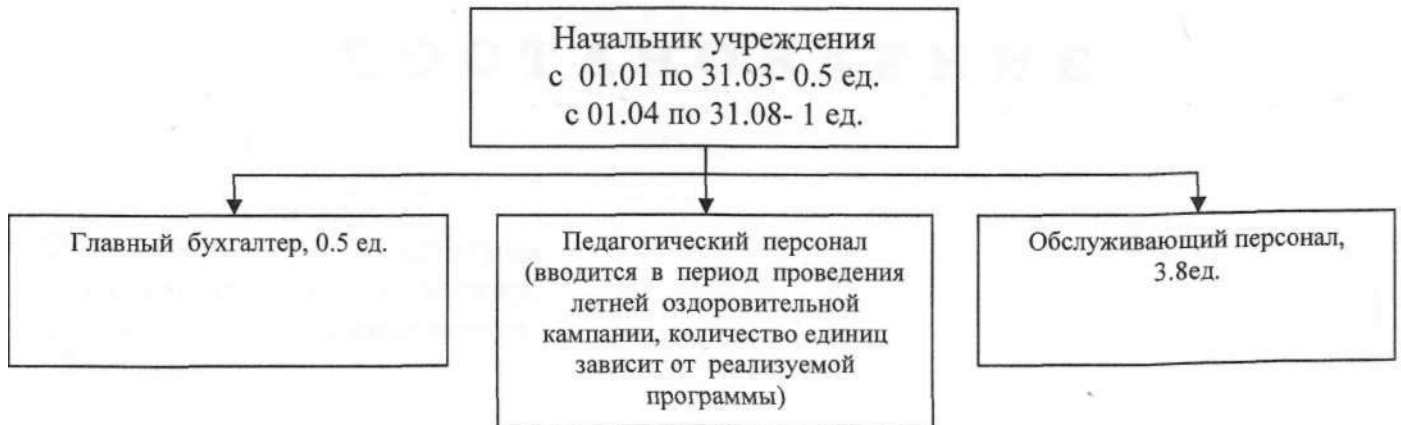 Начальник учреждения
с 01.01 по 31.03- 0.5 ед.
с 01.04 по 31.08- 1 ед.
Главный бухгалтер, 0.5 ед.
Педагогический персонал
(вводится в период проведения
летней оздоровительной
кампании, количество единиц
зависит от реализуемой
программы)
Обслуживающий персонал,
3.8ед.